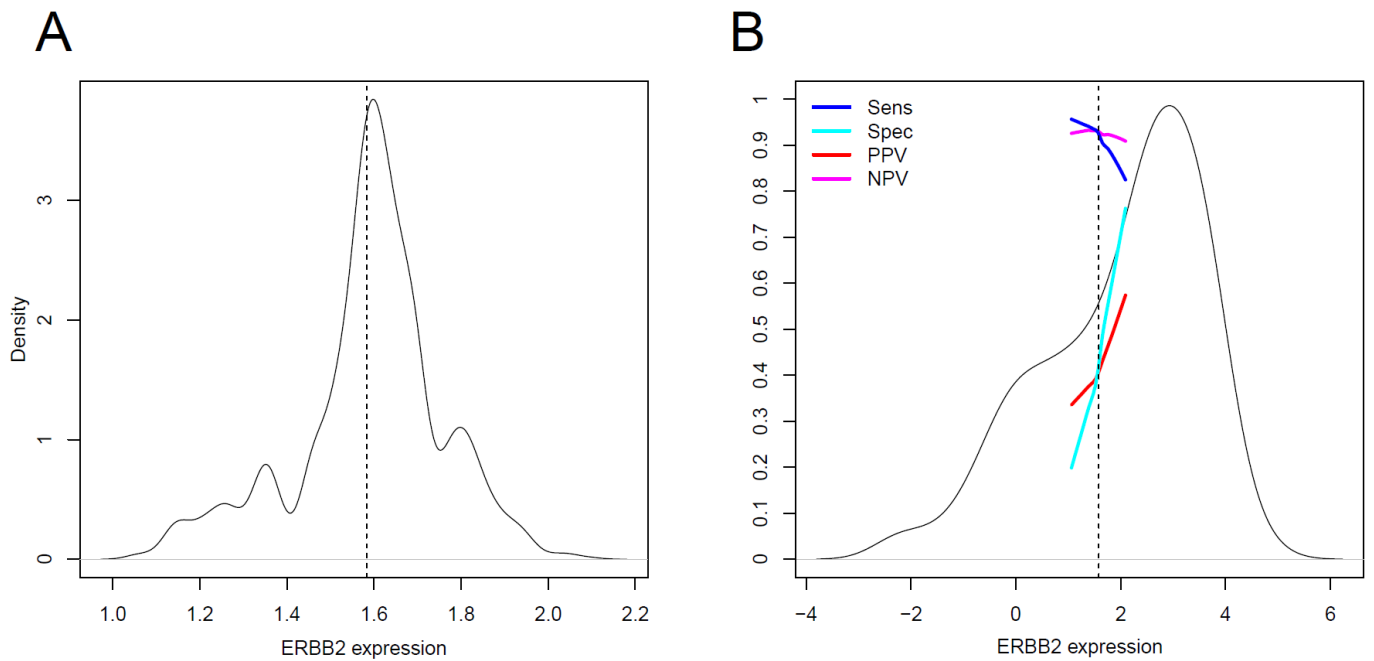 A
Density
3
2
1
0
1.0 1.2 1.4 1.6 1.8 2.0 2.2
ERBB2 expression
B
Sens
Spec
PPV
NPV
1
0.9
0.8
0.7
0.6
0.5
0.4
0.3
0.2
0.1
0
−4 −2 0 2 4 6
ERBB2 expression